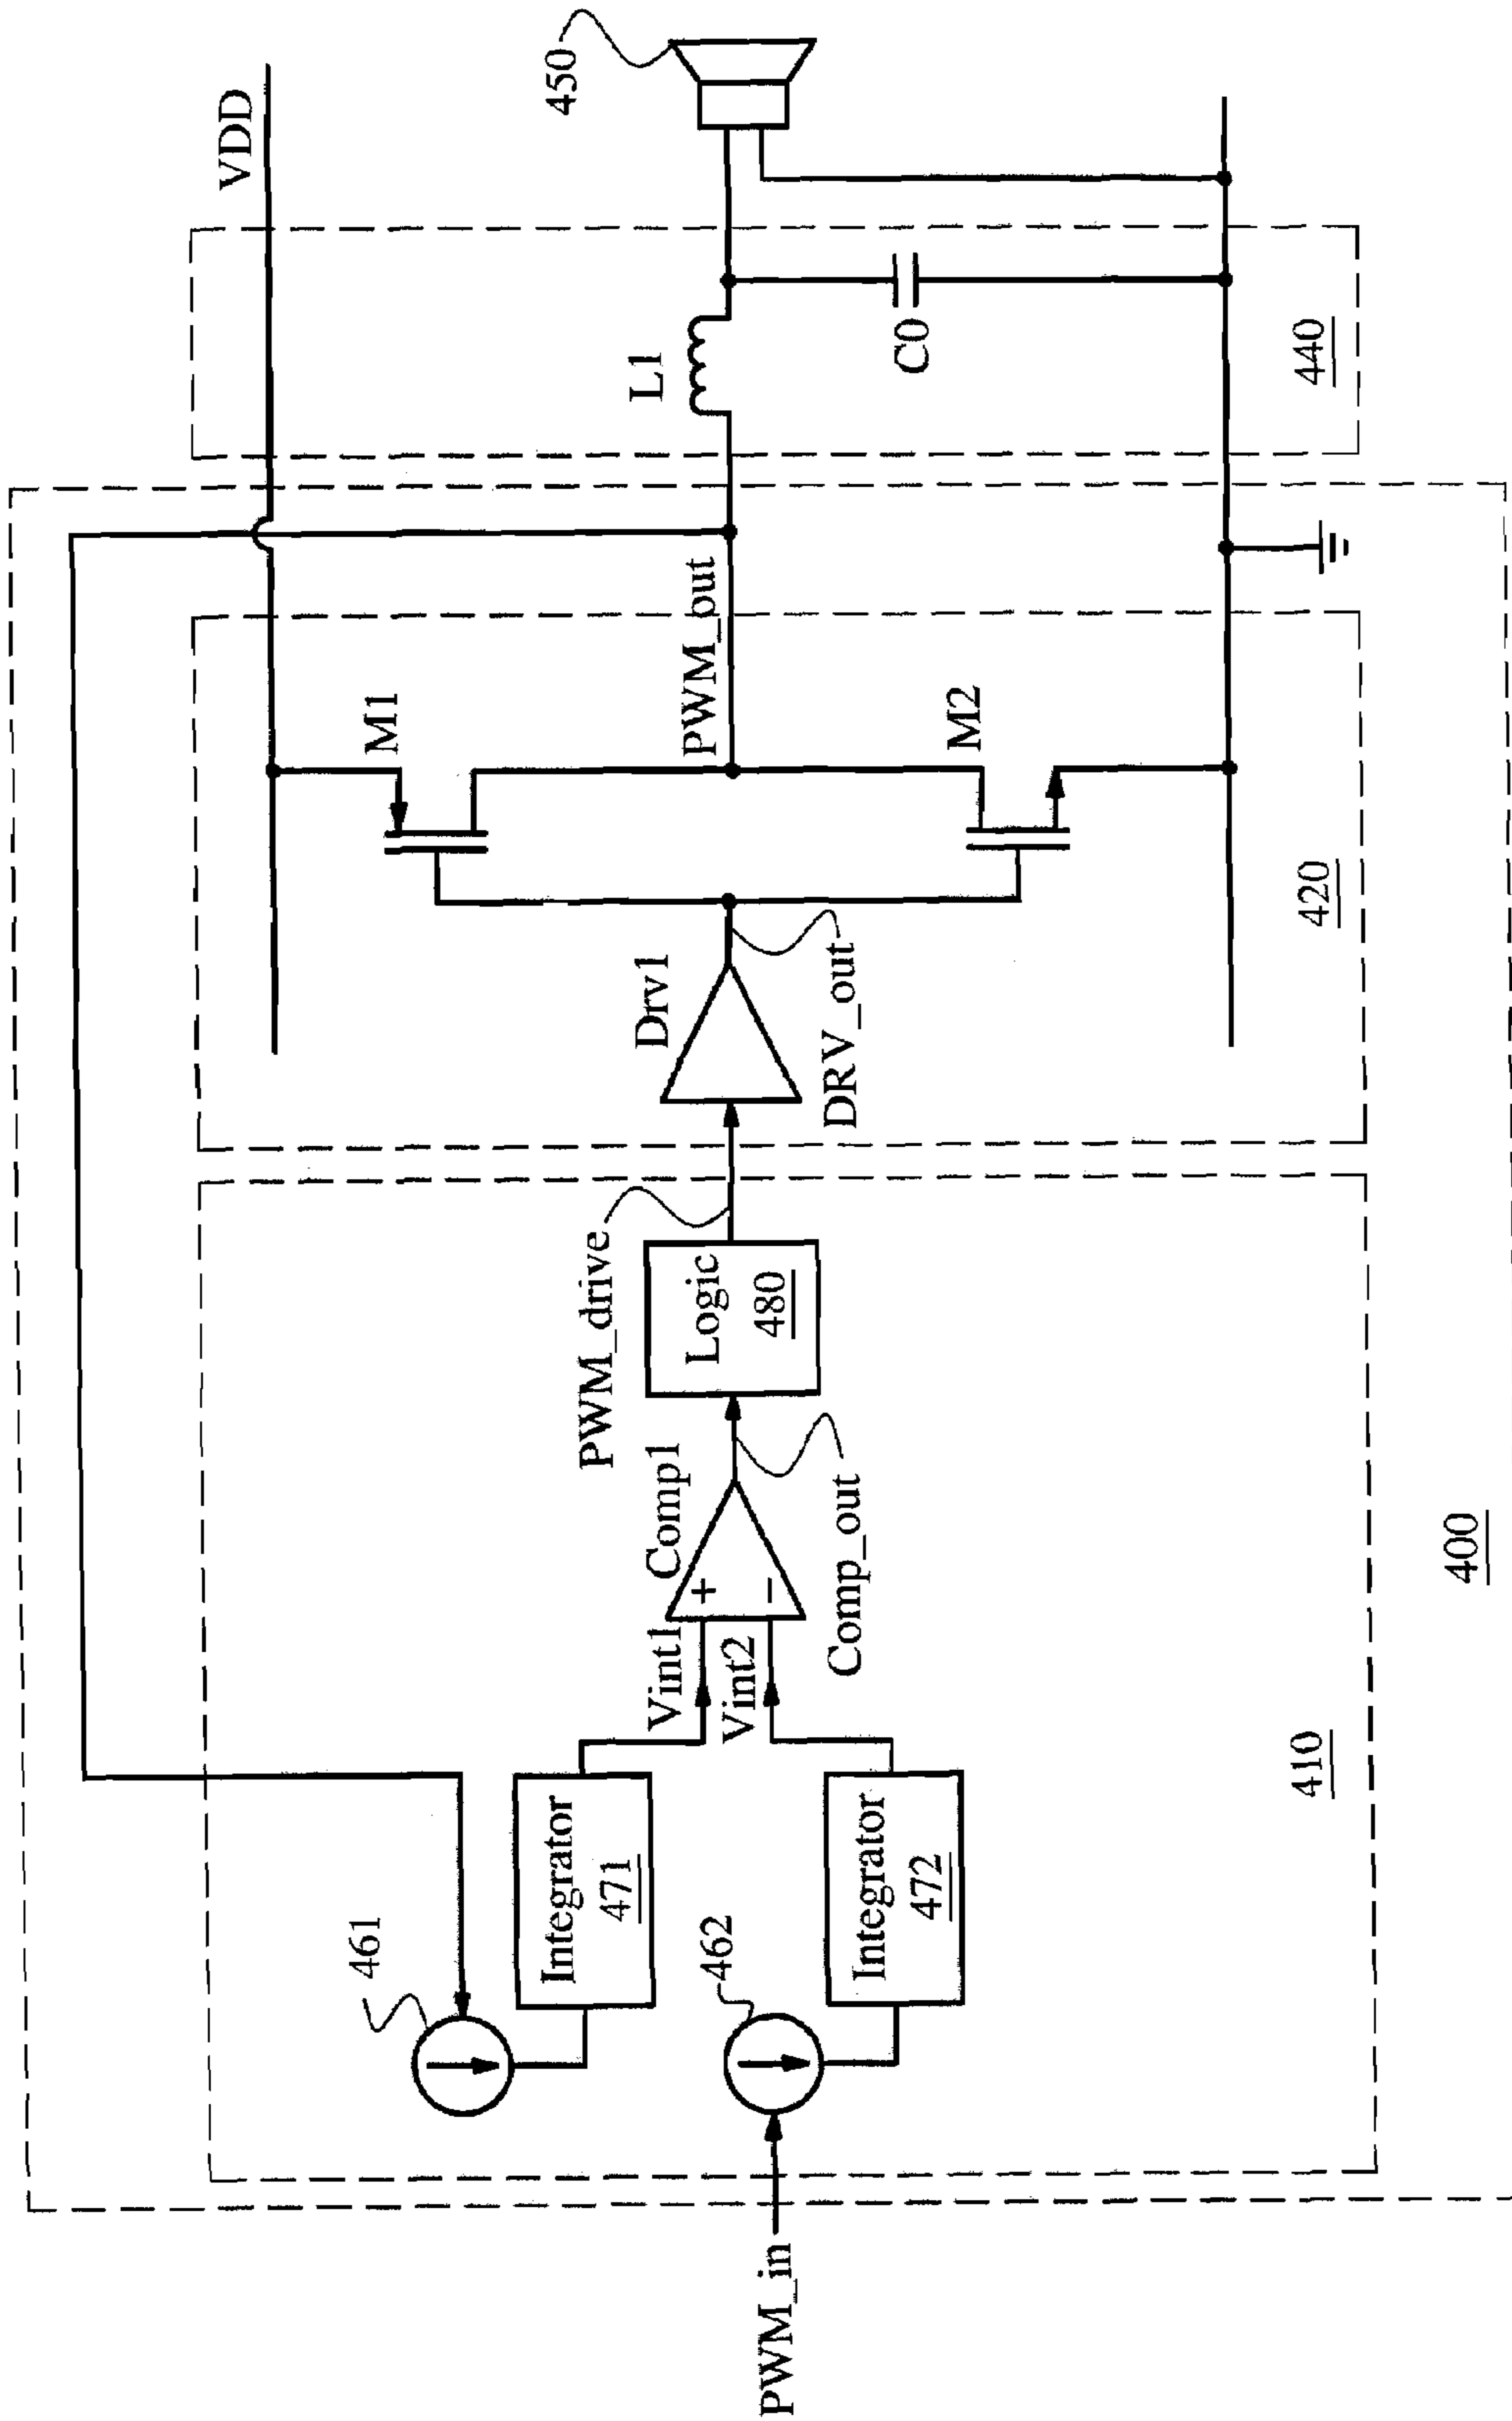 VDD
450
M1
L1
PWM_out
C0
M2
440
Drv1
DRV_out
420
PWM_drive
Logic
480
Comp1
+
−
Vint1
Vint2
Comp_out
461
Integrator
471
462
Integrator
472
410
400
PWM_in